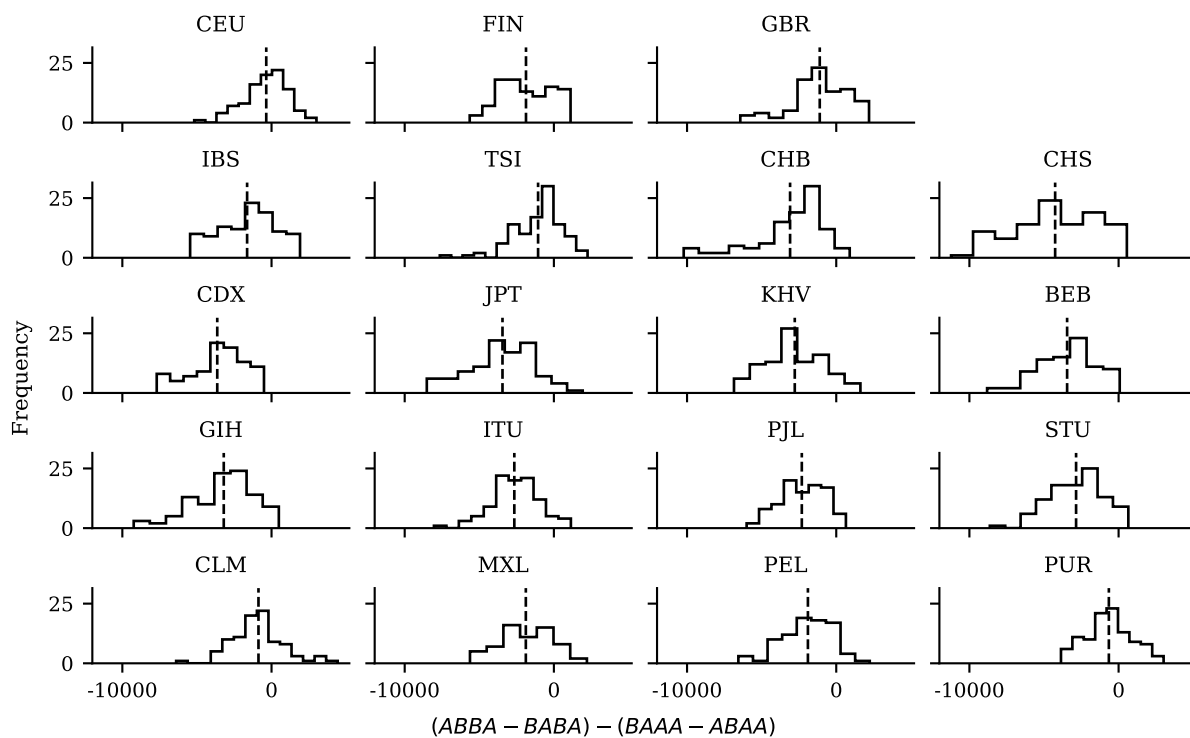 CEU FIN GBR
25
0
IBS TSI CHB CHS
25
0
CDX JPT KHV BEB
25
0
Frequency
GIH ITU PJL STU
25
0
CLM MXL PEL PUR
25
0
-10000 0 -10000 0 -10000 0 -10000 0
(ABBA − BABA) − (BAAA − ABAA)